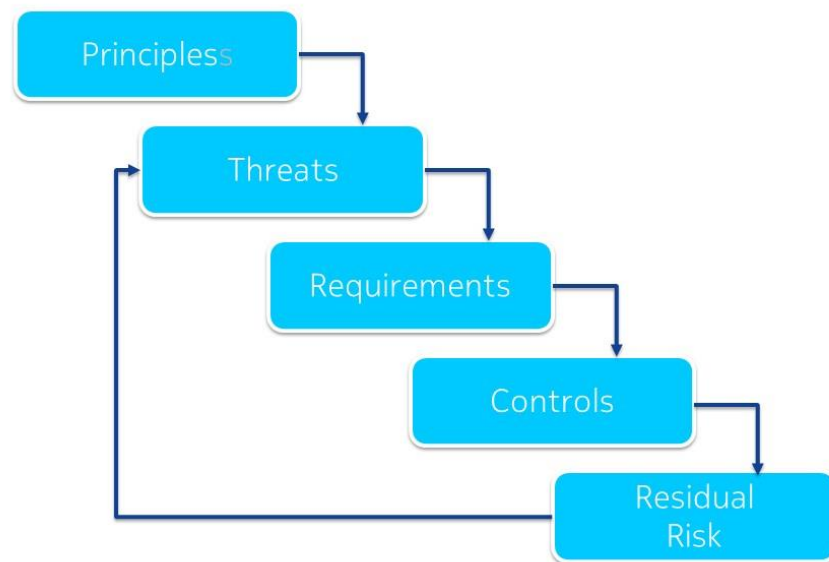 Principless
Threats
Requirements
Controls
Residual
Risk